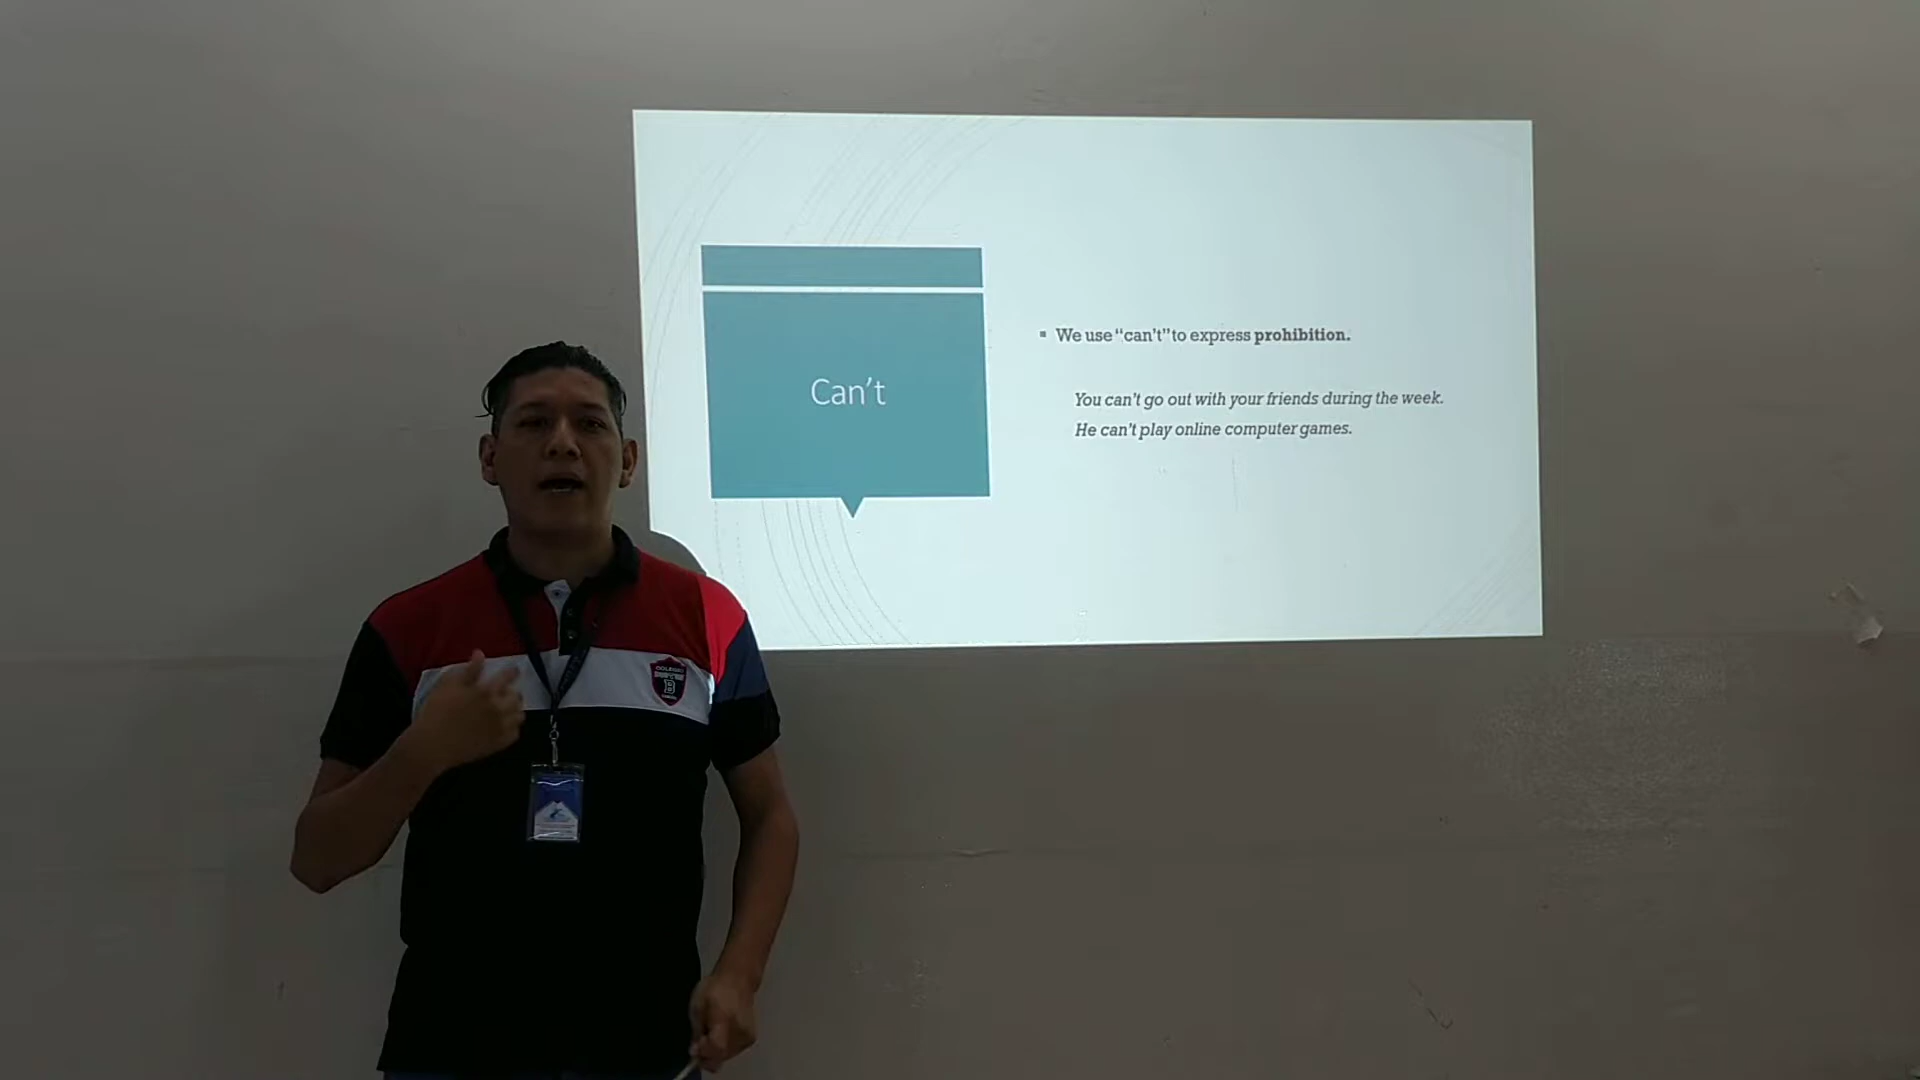 Can't
▪ We use "can't" to express prohibition.
You can't go out with your friends during the week.
He can't play online computer games.
COLEGIO
B